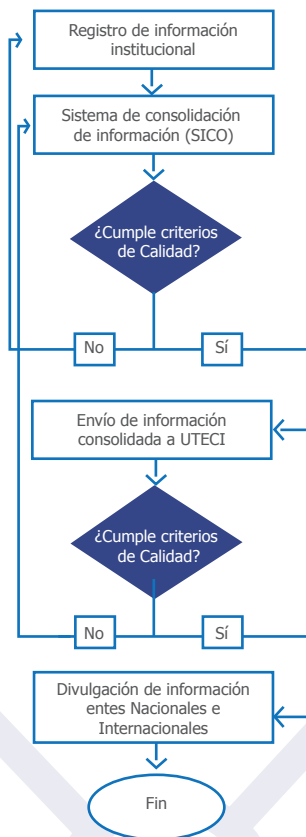 Registro de información
institucional
Sistema de consolidación
de información (SICO)
¿Cumple criterios
de Calidad?
No
Sí
Envío de información
consolidada a UTECI
¿Cumple criterios
de Calidad?
No
Sí
Divulgación de información
entes Nacionales e
Internacionales
Fin